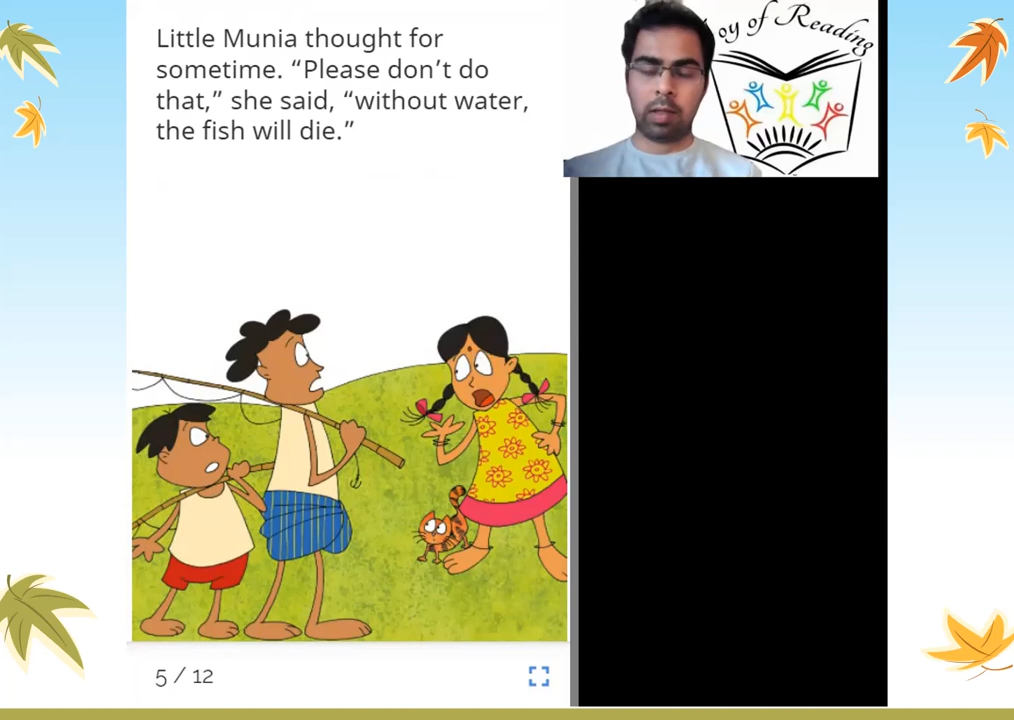 Little Munia thought for
sometime. “Please don’t do
that,” she said, “without water,
the fish will die.”
oy of Reading
5 / 12